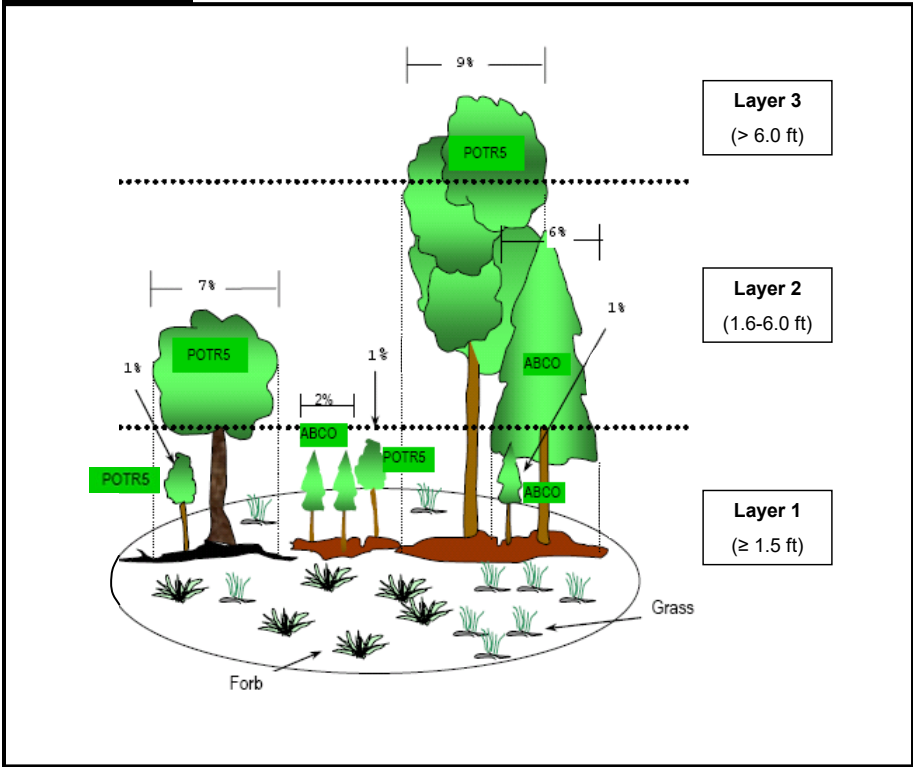 9%
Layer 3
(> 6.0 ft)
POTR5
6%
7%
Layer 2
(1.6-6.0 ft)
1%
POTR5
1%
1%
ABCO
2%
ABCO
POTR5
POTR5
ABCO
Layer 1
(≥ 1.5 ft)
Grass
Forb